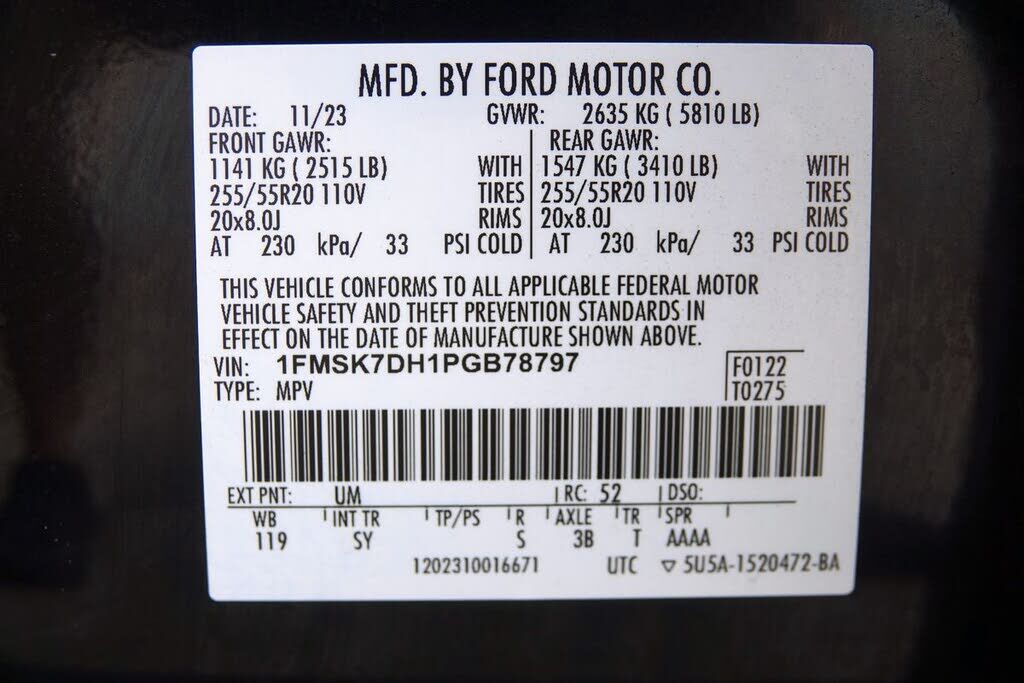 MFD. BY FORD MOTOR CO.
DATE: 11/23 GVWR: 2635 KG ( 5810 LB)
FRONT GAWR: REAR GAWR:
1141 KG ( 2515 LB) WITH 1547 KG ( 3410 LB) WITH
255/55R20 110V TIRES 255/55R20 110V TIRES
20x8.0J RIMS 20x8.0J RIMS
AT 230 kPa/ 33 PSI COLD AT 230 kPa/ 33 PSI COLD
THIS VEHICLE CONFORMS TO ALL APPLICABLE FEDERAL MOTOR
VEHICLE SAFETY AND THEFT PREVENTION STANDARDS IN
EFFECT ON THE DATE OF MANUFACTURE SHOWN ABOVE.
VIN: 1FMSK7DH1PGB78797 F0122
TYPE: MPV T0275
EXT PNT: UM RC: 52 DSO:
WB INT TR TP/PS R AXLE TR SPR
119 SY S 3B T AAAA
1202310016671 UTC ▽ 5U5A-1520472-BA